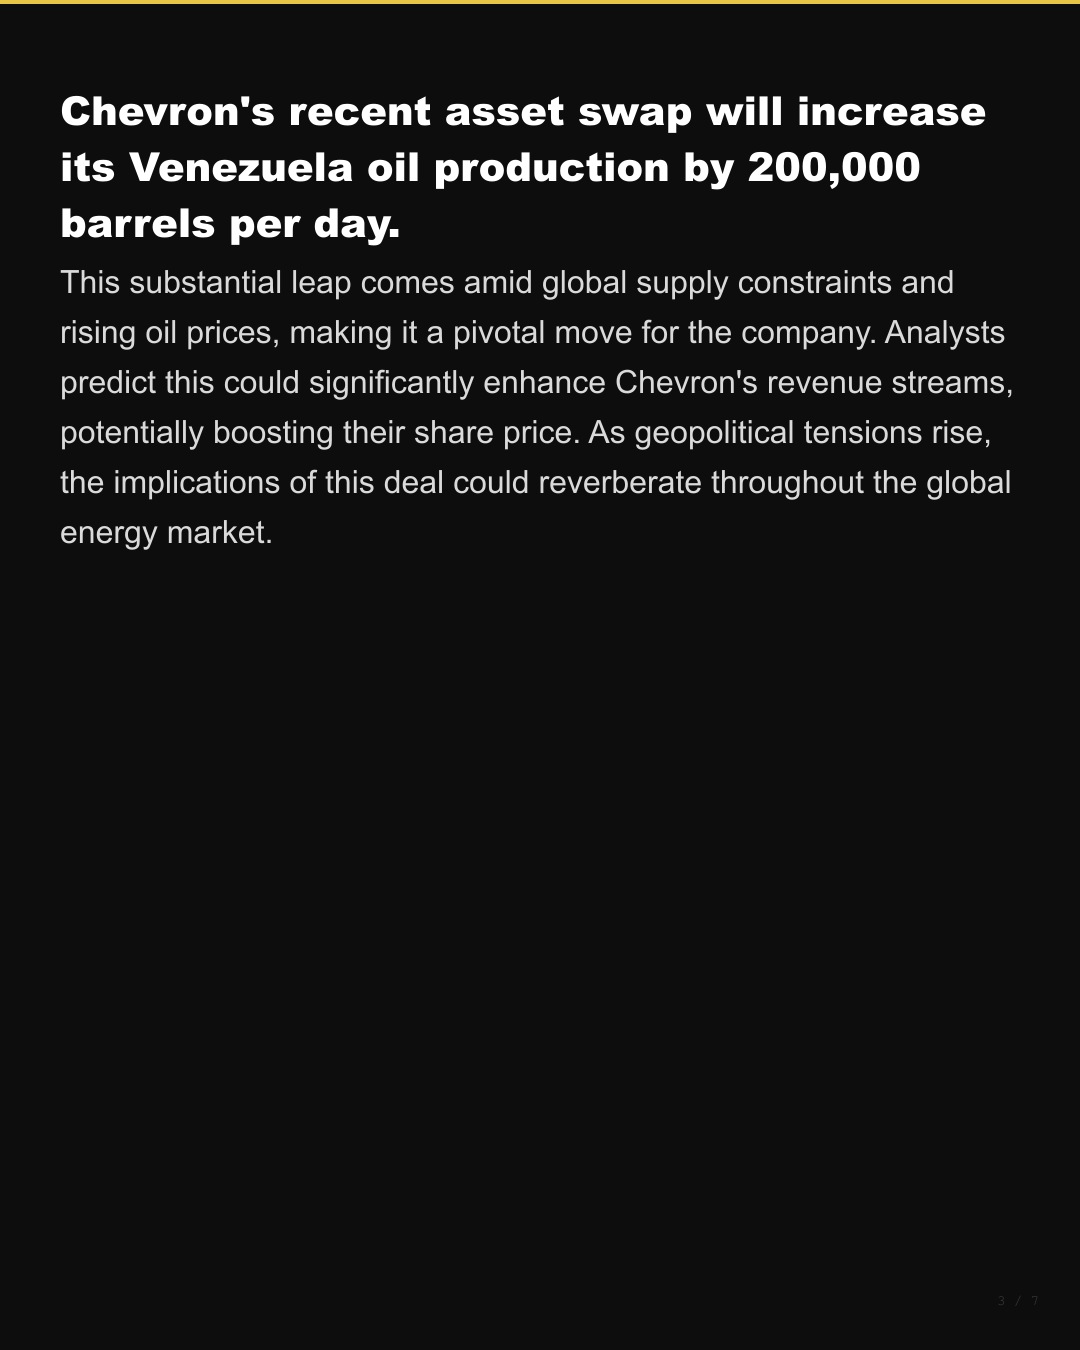 Chevron's recent asset swap will increase
its Venezuela oil production by 200,000
barrels per day.
This substantial leap comes amid global supply constraints and
rising oil prices, making it a pivotal move for the company. Analysts
predict this could significantly enhance Chevron's revenue streams,
potentially boosting their share price. As geopolitical tensions rise,
the implications of this deal could reverberate throughout the global
energy market.
3 / 7